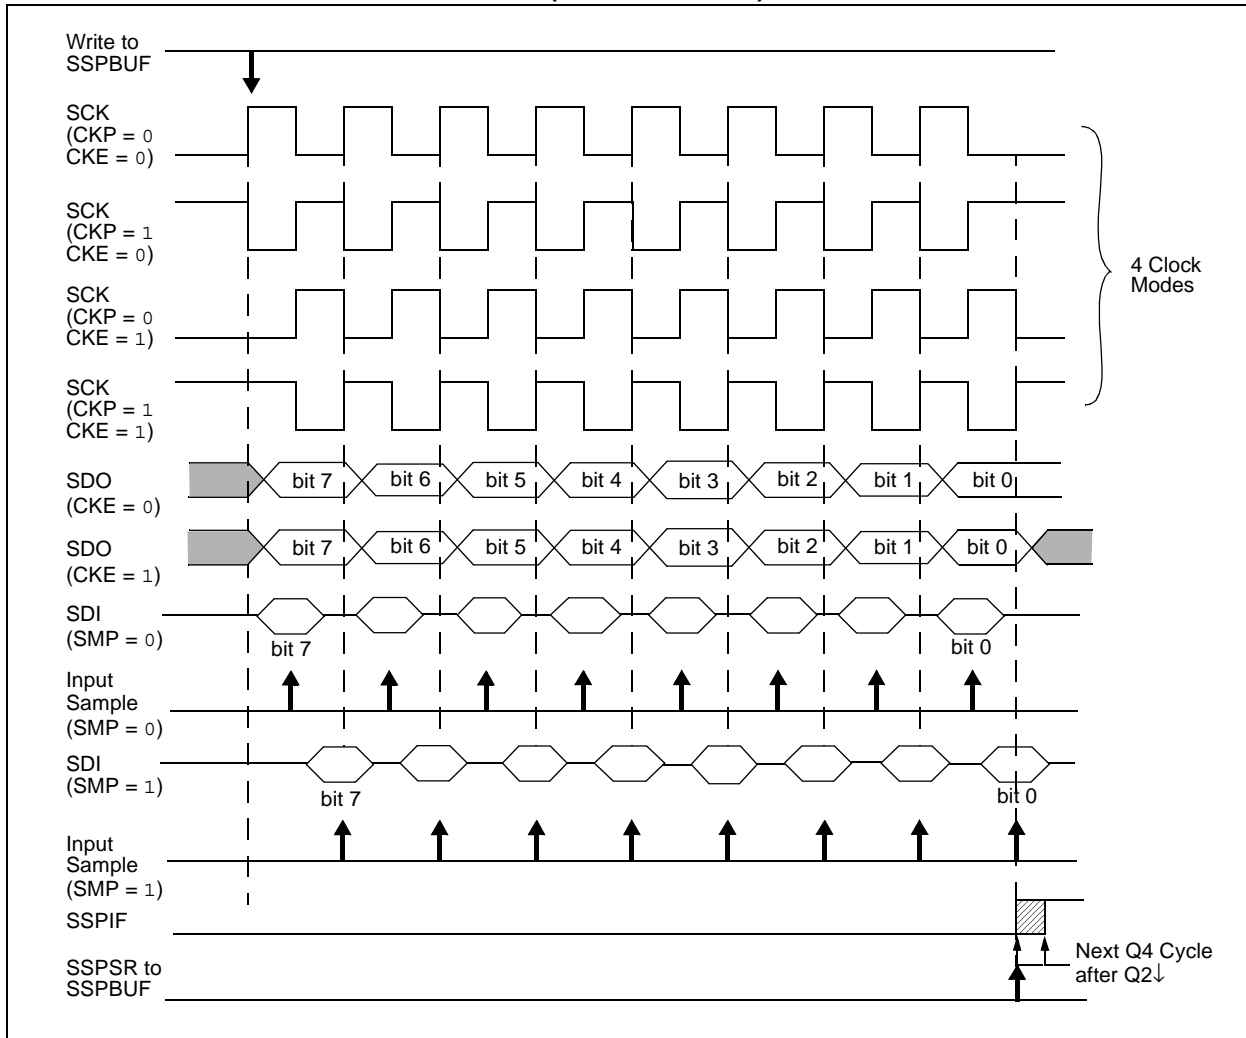 Write to
SSPBUF
SCK
(CKP = 0
CKE = 0)
SCK
(CKP = 1
CKE = 0)
SCK
(CKP = 0
CKE = 1)
SCK
(CKP = 1
CKE = 1)
4 Clock
Modes
SDO
(CKE = 0)
bit 7 bit 6 bit 5 bit 4 bit 3 bit 2 bit 1 bit 0
SDO
(CKE = 1)
bit 7 bit 6 bit 5 bit 4 bit 3 bit 2 bit 1 bit 0
SDI
(SMP = 0)
bit 7 bit 0
Input
Sample
(SMP = 0)
SDI
(SMP = 1)
bit 7 bit 0
Input
Sample
(SMP = 1)
SSPIF
Next Q4 Cycle
after Q2↓
SSPSR to
SSPBUF